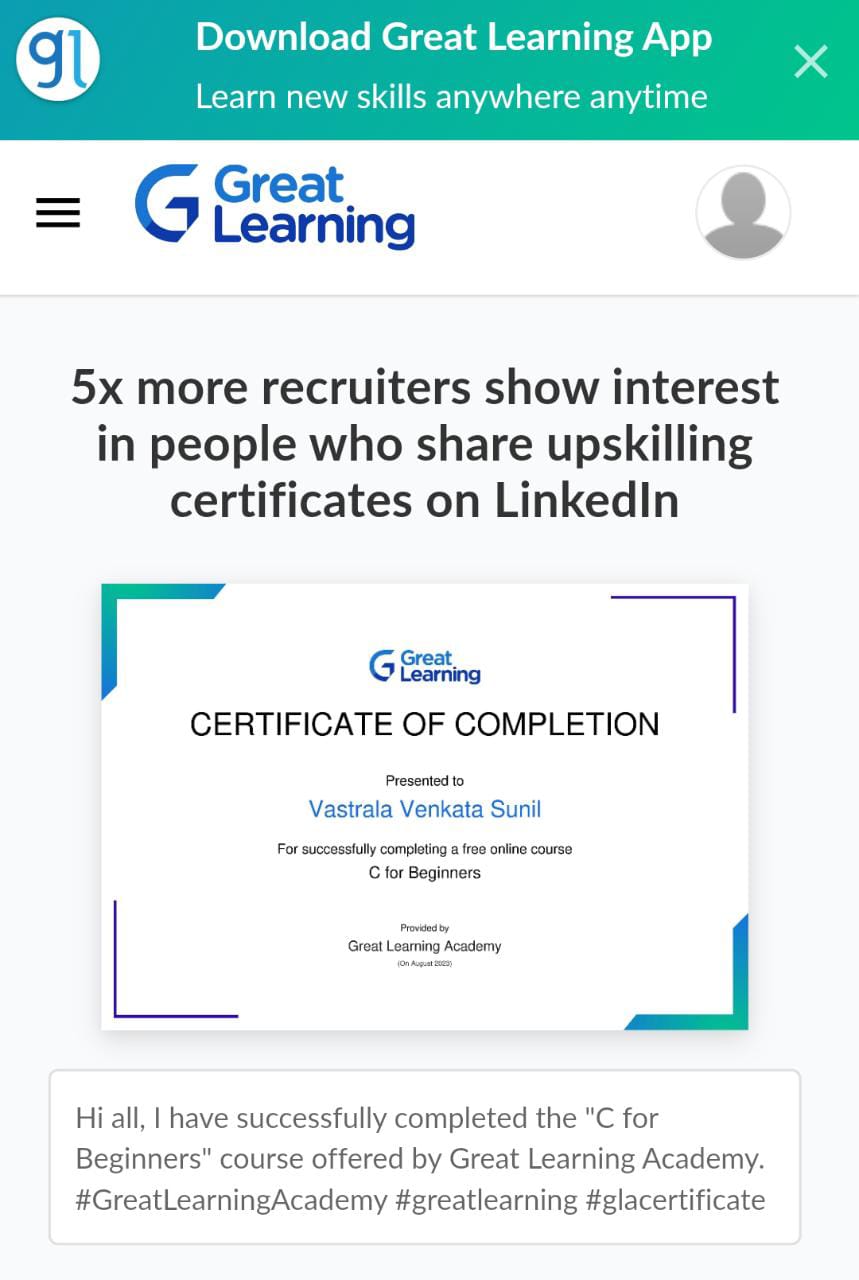 gl
Download Great Learning App
Learn new skills anywhere anytime
Great
Learning
5x more recruiters show interest
in people who share upskilling
certificates on LinkedIn
Great
Learning
CERTIFICATE OF COMPLETION
Presented to
Vastrala Venkata Sunil
For successfully completing a free online course
C for Beginners
Provided by
Great Learning Academy
(On August 2023)
Hi all, I have successfully completed the "C for
Beginners" course offered by Great Learning Academy.
#GreatLearningAcademy #greatlearning #glacertificate